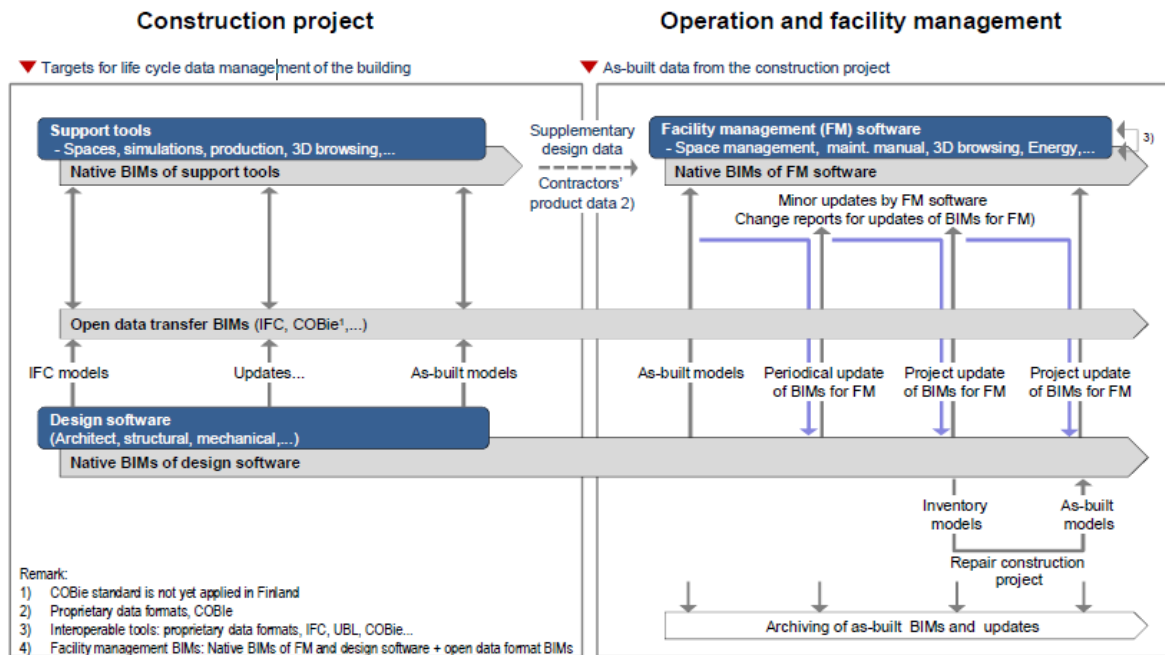 Construction project
Operation and facility management
Targets for life cycle data management of the building
As-built data from the construction project
Support tools
- Spaces, simulations, production, 3D browsing,...
Native BIMs of support tools
Supplementary
design data
Contractors'
product data 2)
Facility management (FM) software
- Space management, maint. manual, 3D browsing, Energy,...
3)
Native BIMs of FM software
Minor updates by FM software
Change reports for updates of BIMs for FM)
Open data transfer BIMs (IFC, COBie¹,...)
IFC models
Updates...
As-built models
As-built models
Periodical update
of BIMs for FM
Project update
of BIMs for FM
Project update
of BIMs for FM
Design software
(Architect, structural, mechanical,...)
Native BIMs of design software
Inventory
models
As-built
models
Repair construction
project
Archiving of as-built BIMs and updates
Remark:
1) COBie standard is not yet applied in Finland
2) Proprietary data formats, COBIe
3) Interoperable tools: proprietary data formats, IFC, UBL, COBie...
4) Facility management BIMs: Native BIMs of FM and design software + open data format BIMs